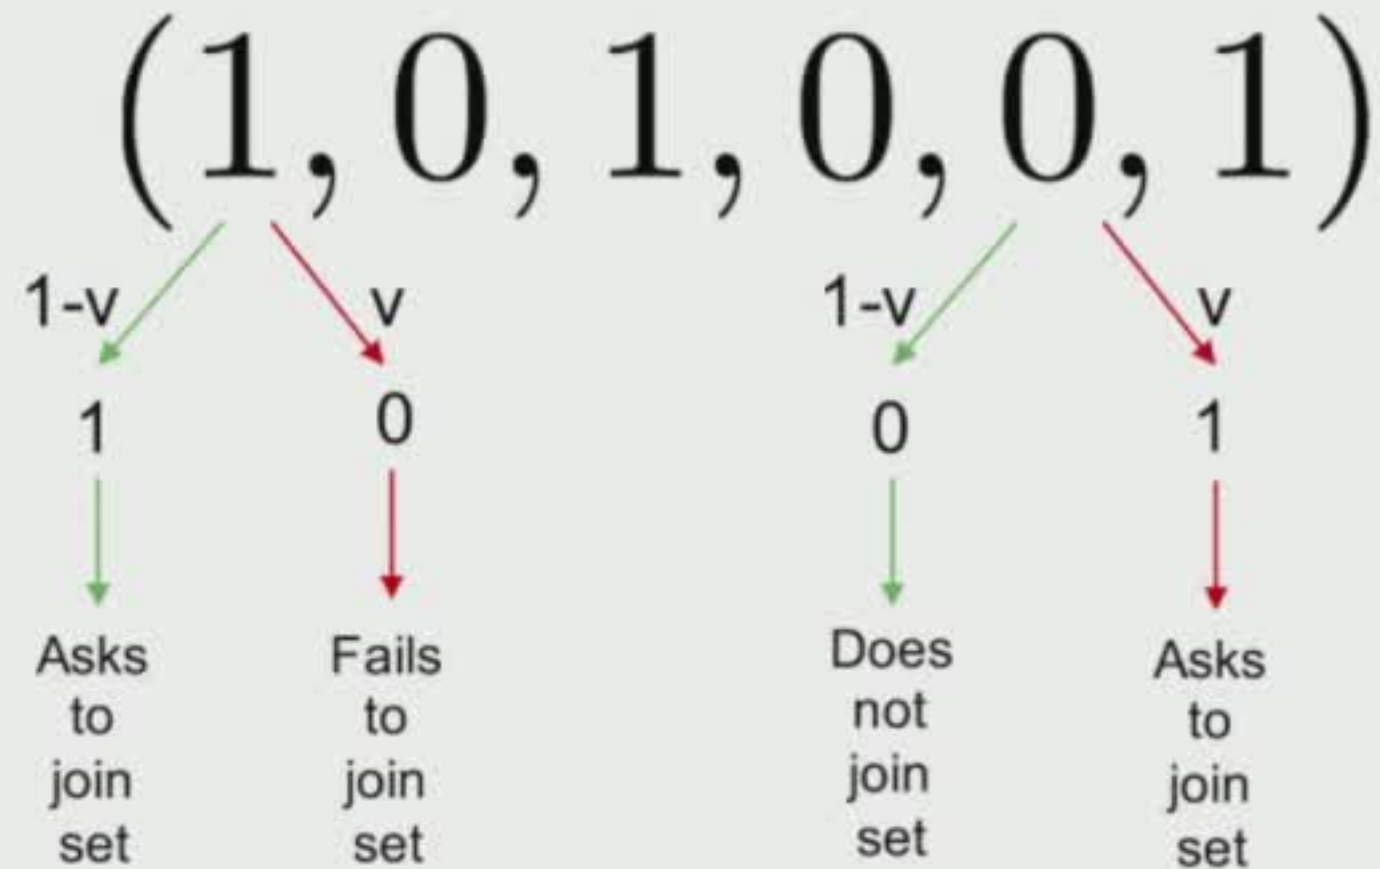 (1, 0, 1, 0, 0, 1)
1-v v 1-v v
1 0 0 1
Asks Fails Does Asks
to to not to
join join join join
set set set set